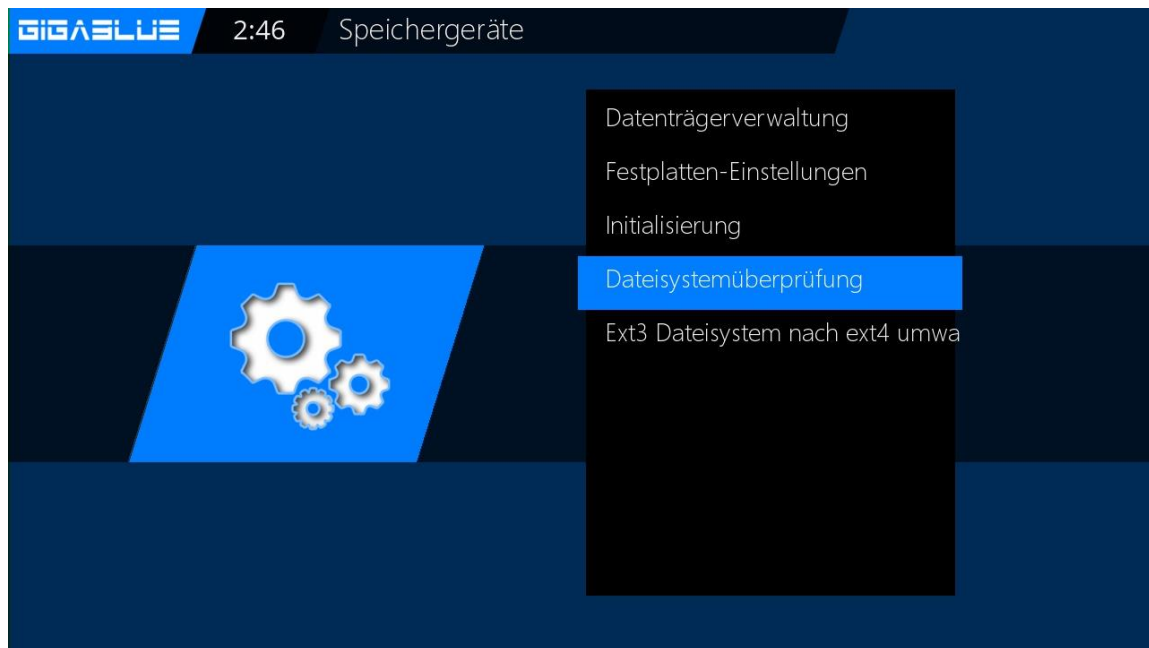 GIGABLUE 2:46 Speichergeräte
Datenträgerverwaltung
Festplatten-Einstellungen
Initialisierung
Dateisystemüberprüfung
Ext3 Dateisystem nach ext4 umwa